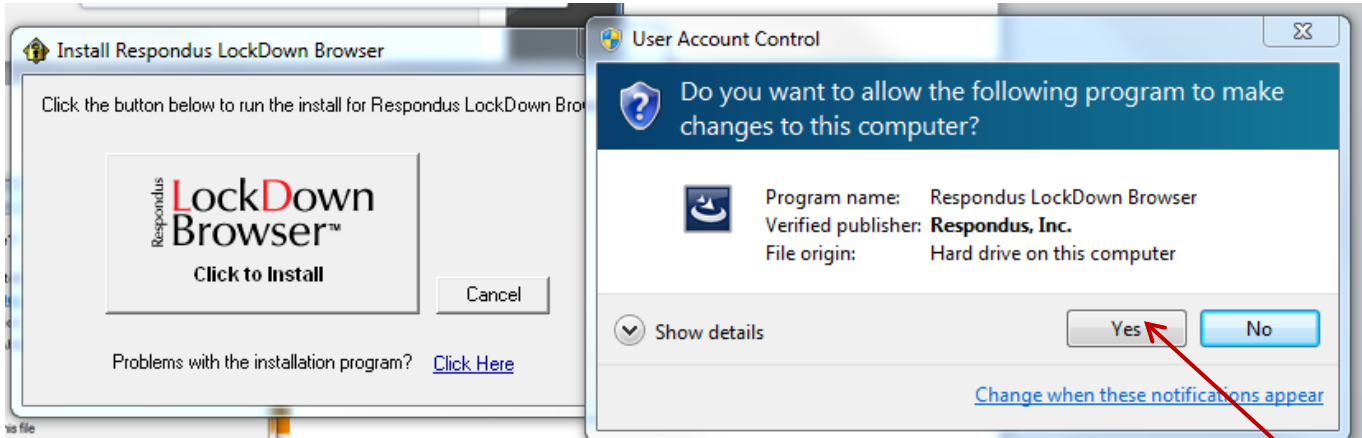 Install Respondus LockDown Browser
Click the button below to run the install for Respondus LockDown Bro
Respondus
LockDown
Browser™
Click to Install
Cancel
Problems with the installation program? Click Here
his file
User Account Control
Do you want to allow the following program to make
changes to this computer?
Program name: Respondus LockDown Browser
Verified publisher: Respondus, Inc.
File origin: Hard drive on this computer
Show details
Yes
No
Change when these notifications appear